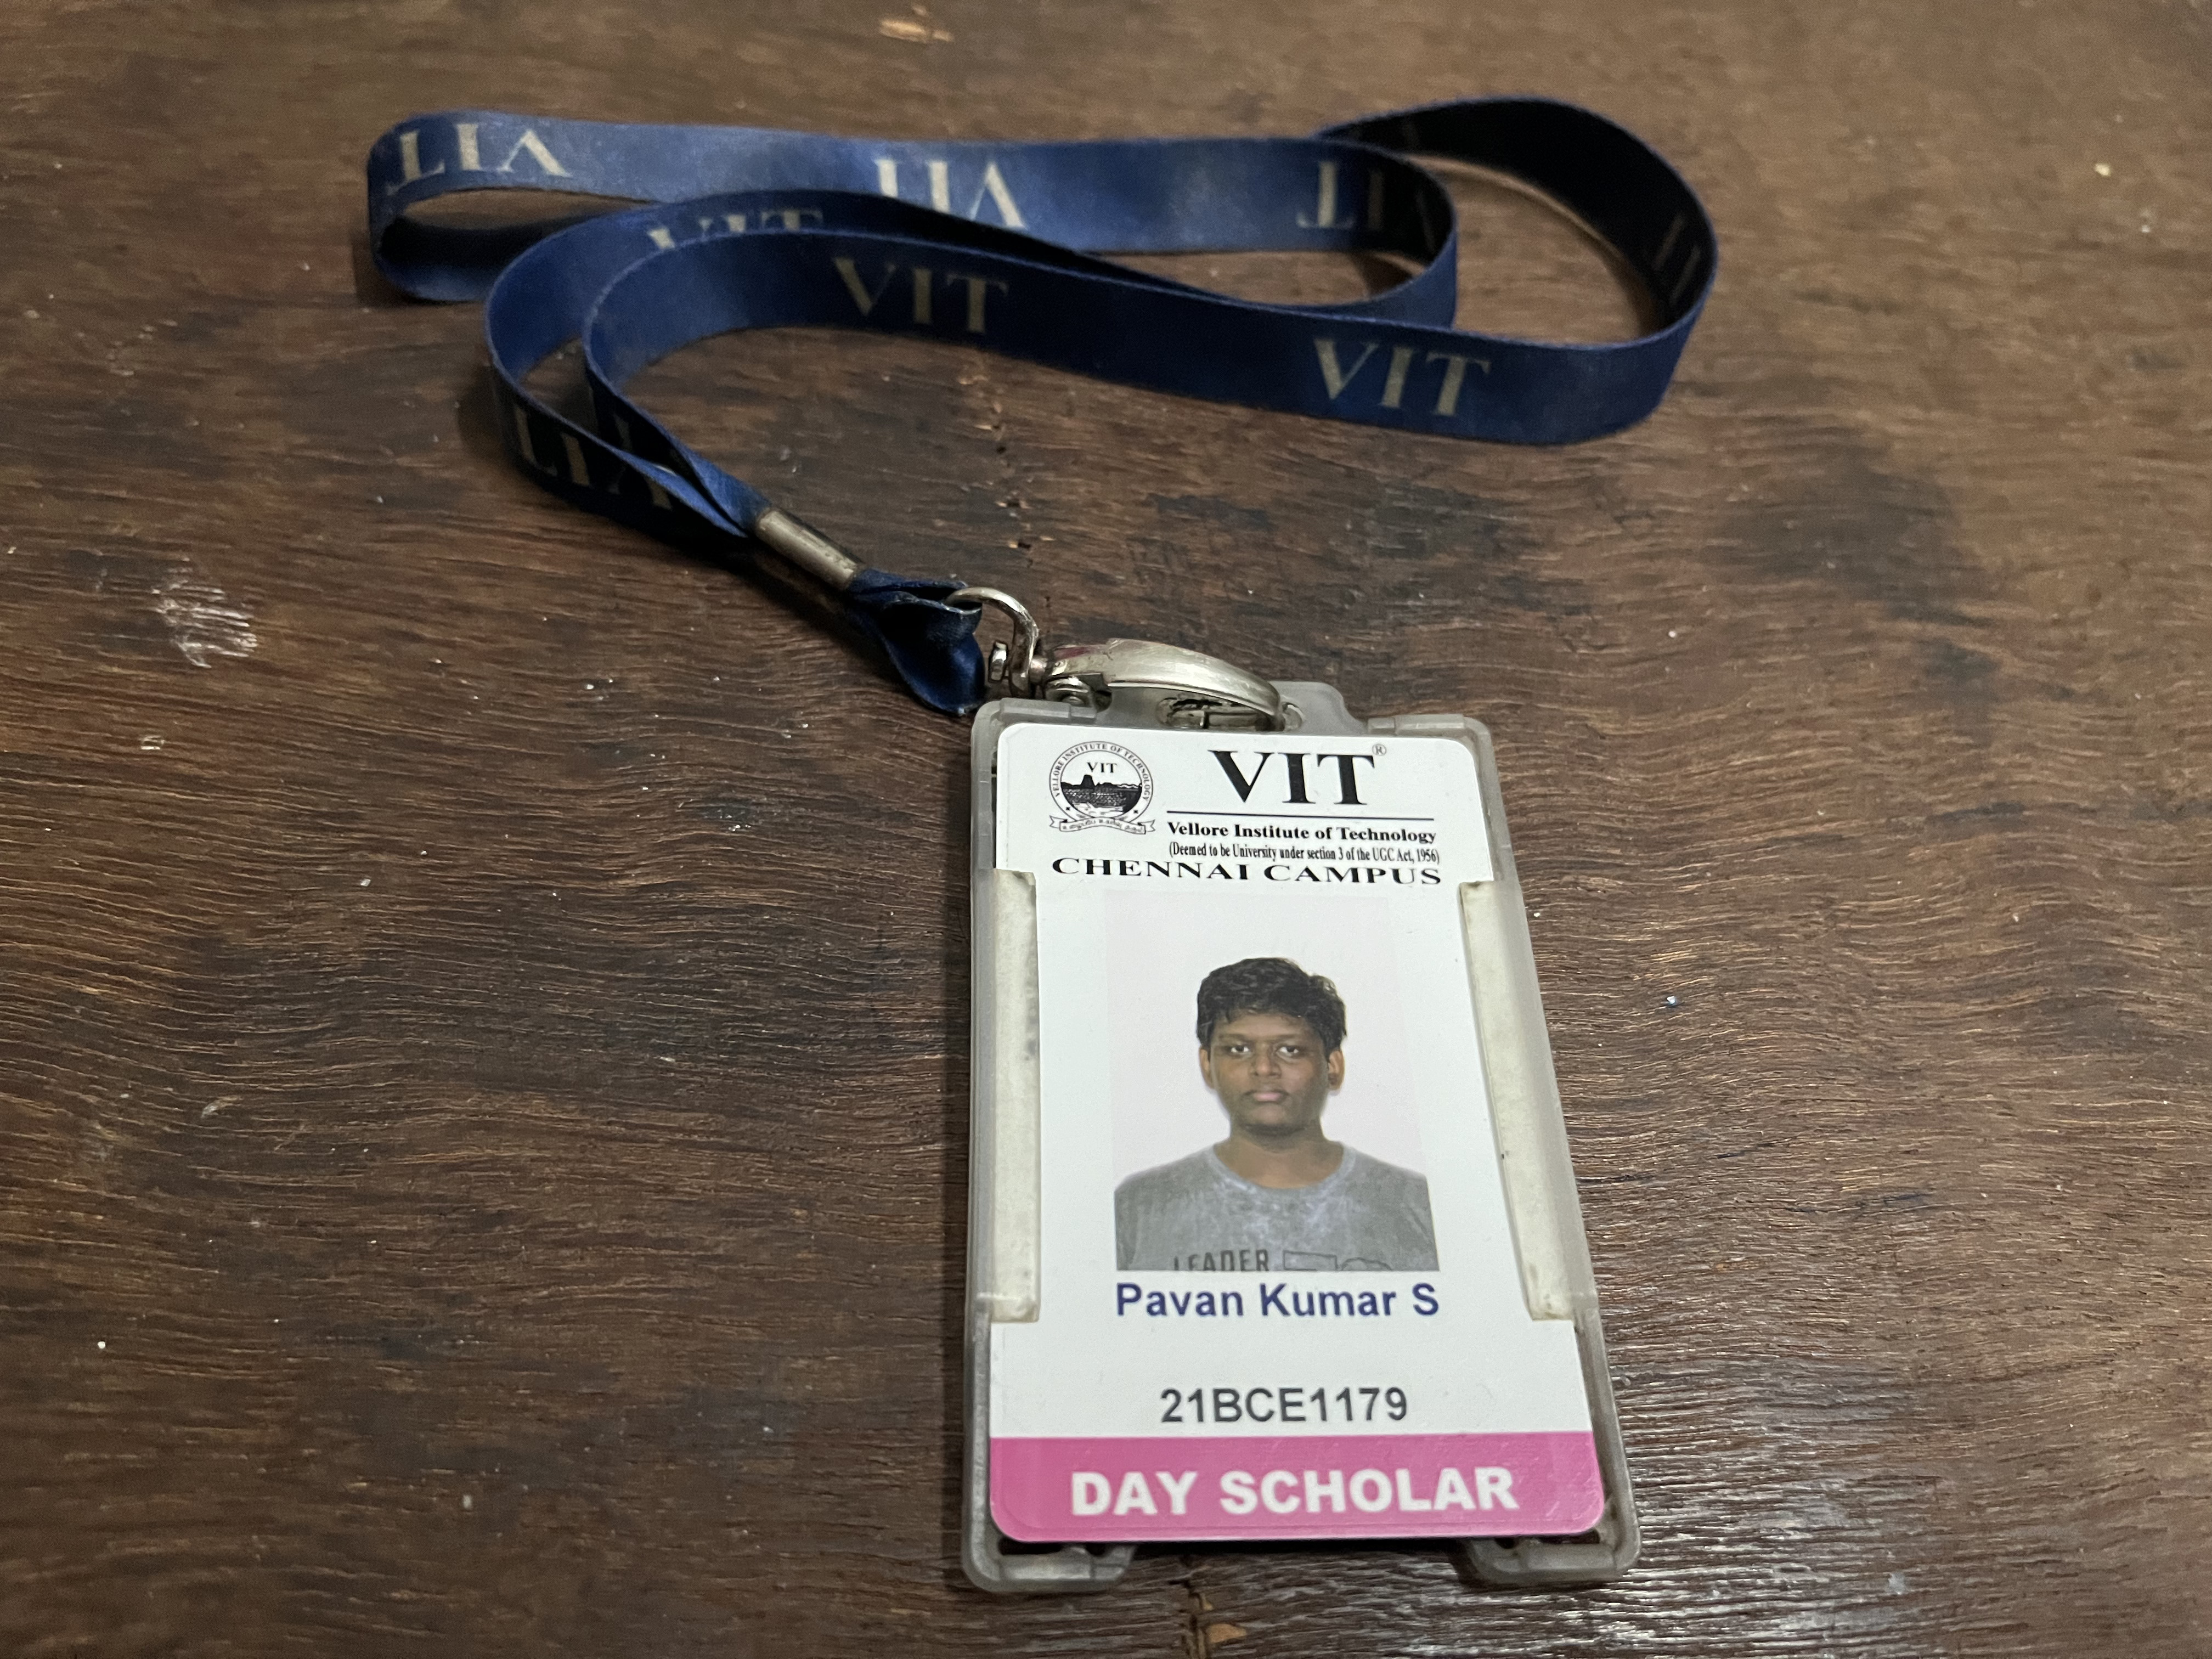 VIT
VIT
VIT
VIT
VIT
VIT
VIT
VELLORE INSTITUTE OF TECHNOLOGY
VIT
VIT®
Vellore Institute of Technology
(Deemed to be University under section 3 of the UGC Act, 1956)
CHENNAI CAMPUS
LEADER
Pavan Kumar S
21BCE1179
DAY SCHOLAR